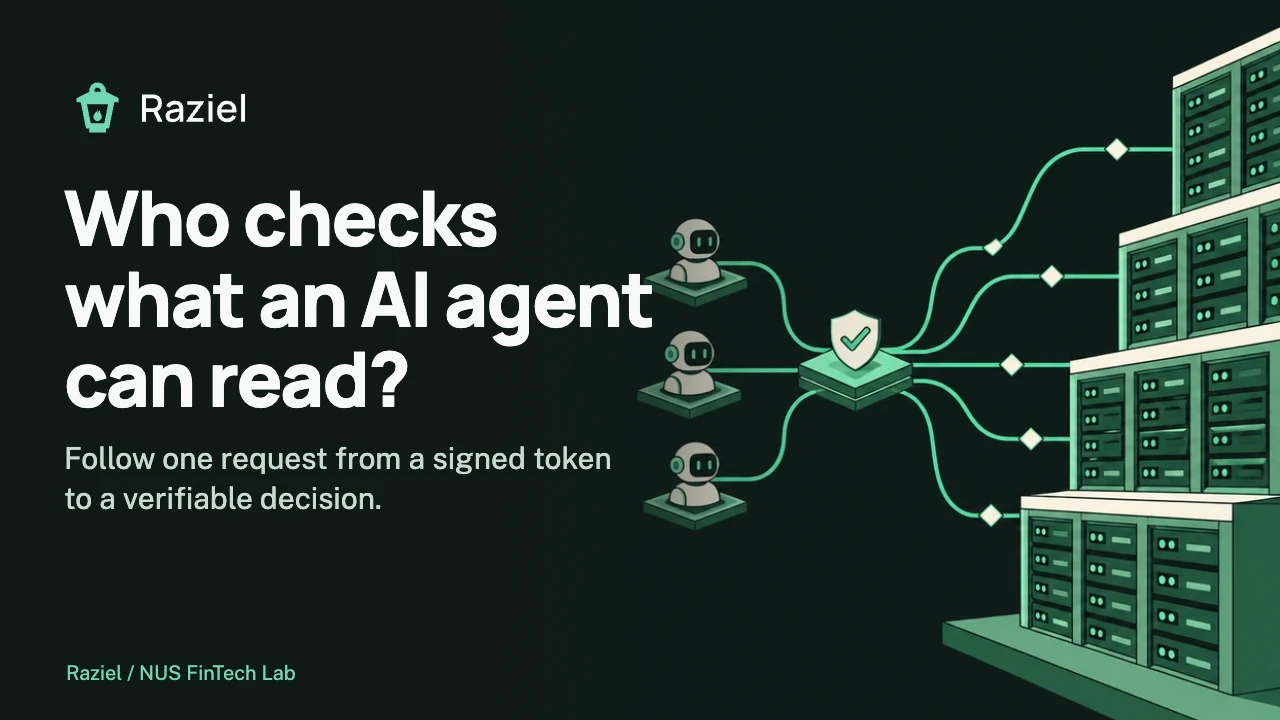 Raziel
Who checks
what an AI agent
can read?
Follow one request from a signed token
to a verifiable decision.
Raziel / NUS FinTech Lab